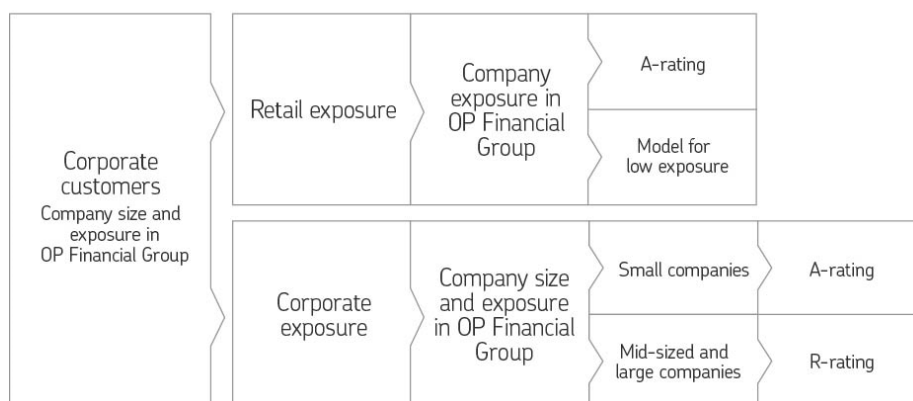 Corporate
customers
Company size and
exposure in
OP Financial Group
Retail exposure
Company
exposure in
OP Financial
Group
A-rating
Model for
low exposure
Corporate
exposure
Company size
and exposure
in OP Financial
Group
Small companies
A-rating
Mid-sized and
large companies
R-rating